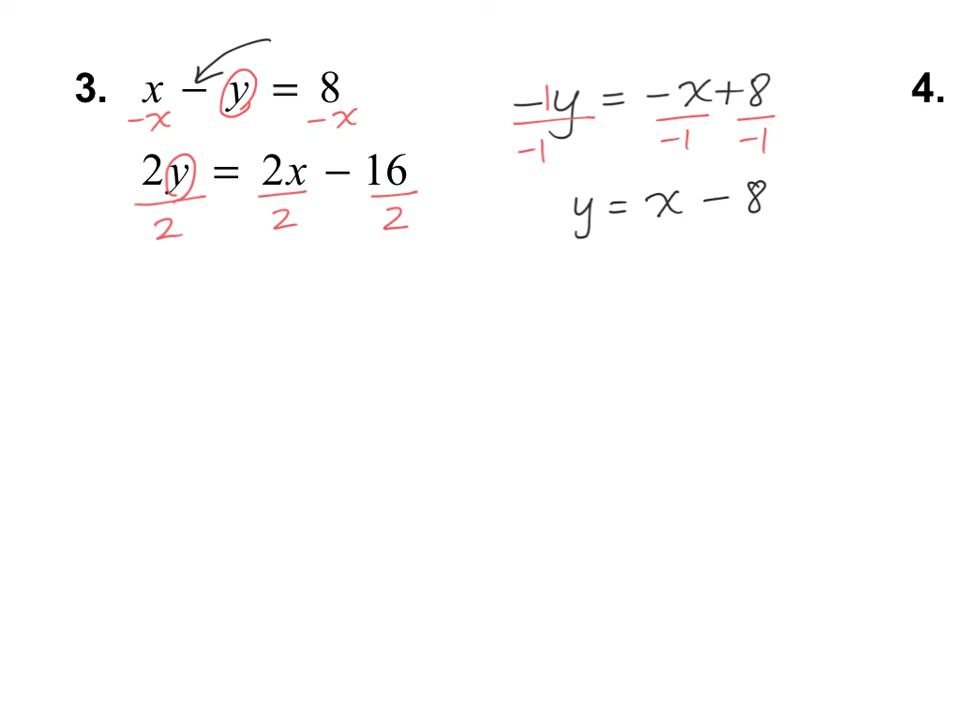 3. x − y = 8
-x -x
2y = 2x − 16
2 2 2
-1y = -x+8
-1 -1 -1
y = x - 8
4.